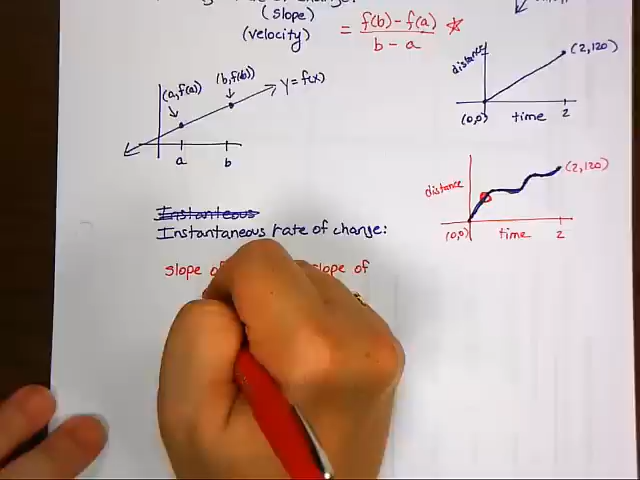 (slope)
(velocity)
= f(b) - f(a)
b - a
(a, f(a))
(b, f(b))
y = f(x)
a
b
distance
(2, 120)
(0,0)
time
2
distance
(2, 120)
(0,0)
time
2
Instanteous
Instantaneous rate of change:
slope of slope of